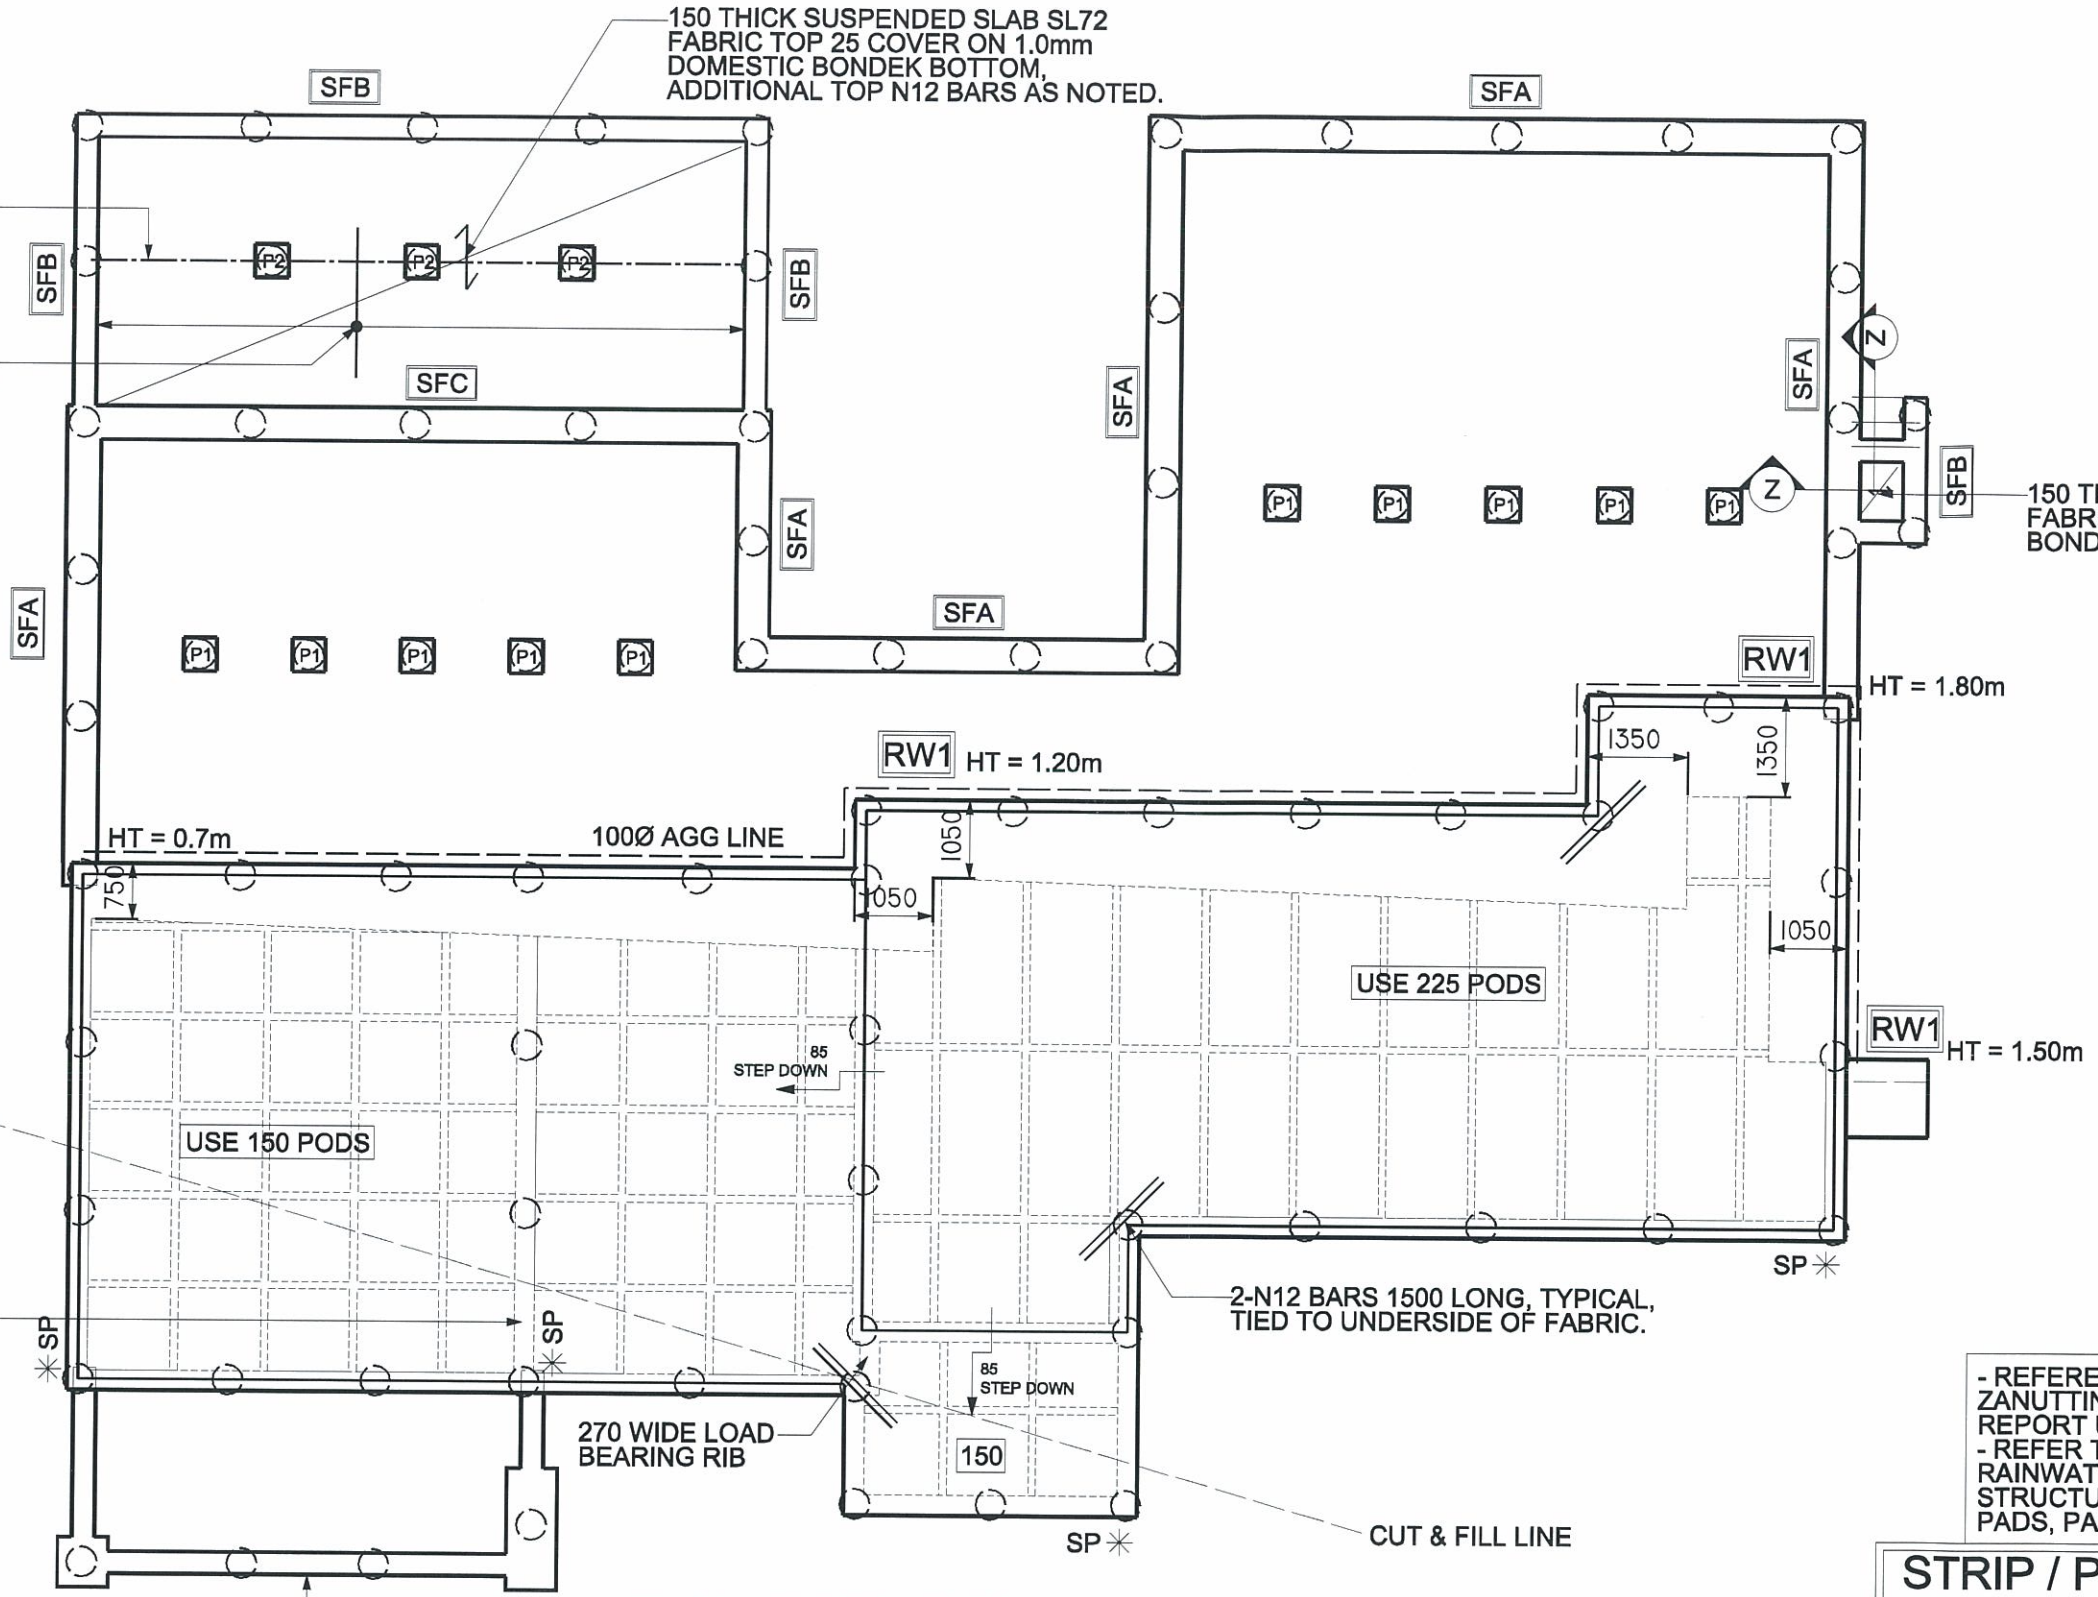 150 THICK SUSPENDED SLAB SL72
FABRIC TOP 25 COVER ON 1.0mm
DOMESTIC BONDEK BOTTOM,
ADDITIONAL TOP N12 BARS AS NOTED.
SFB
SFA
SFB
P2
P2
P2
SFB
Z
SFC
SFA
SFA
SFB
P1
P1
P1
P1
P1
Z
150 T
FABR
BOND
SFA
SFA
SFA
P1
P1
P1
P1
P1
RW1
HT = 1.80m
RW1
HT = 1.20m
1350
1350
HT = 0.7m
100Ø AGG LINE
1050
750
1050
1050
USE 225 PODS
RW1
HT = 1.50m
85
STEP DOWN
USE 150 PODS
SP
2-N12 BARS 1500 LONG, TYPICAL,
TIED TO UNDERSIDE OF FABRIC.
SP
SP
85
STEP DOWN
270 WIDE LOAD
BEARING RIB
150
CUT & FILL LINE
SP
- REFERE
ZANUTTIN
REPORT
- REFER T
RAINWAT
STRUCTU
PADS, PA
STRIP / P